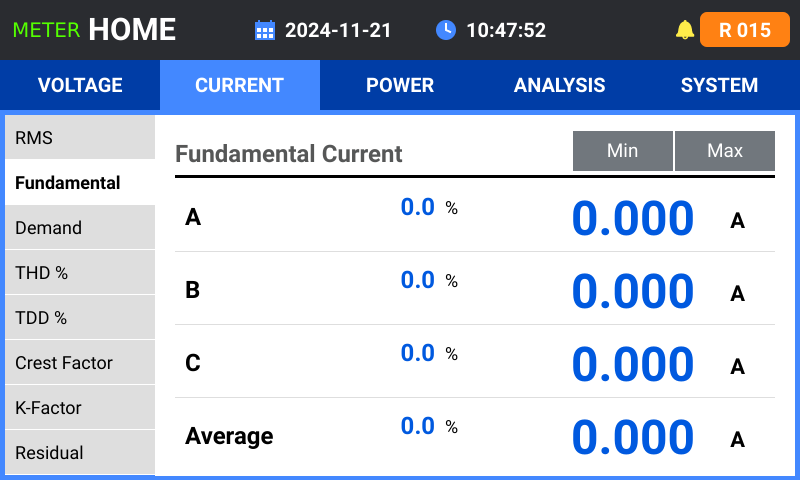 METER HOME 2024-11-21 10:47:52 R 015
VOLTAGE CURRENT POWER ANALYSIS SYSTEM
RMS
Fundamental
Demand
THD %
TDD %
Crest Factor
K-Factor
Residual
Fundamental Current Min Max
A 0.0 % 0.000 A
B 0.0 % 0.000 A
C 0.0 % 0.000 A
Average 0.0 % 0.000 A